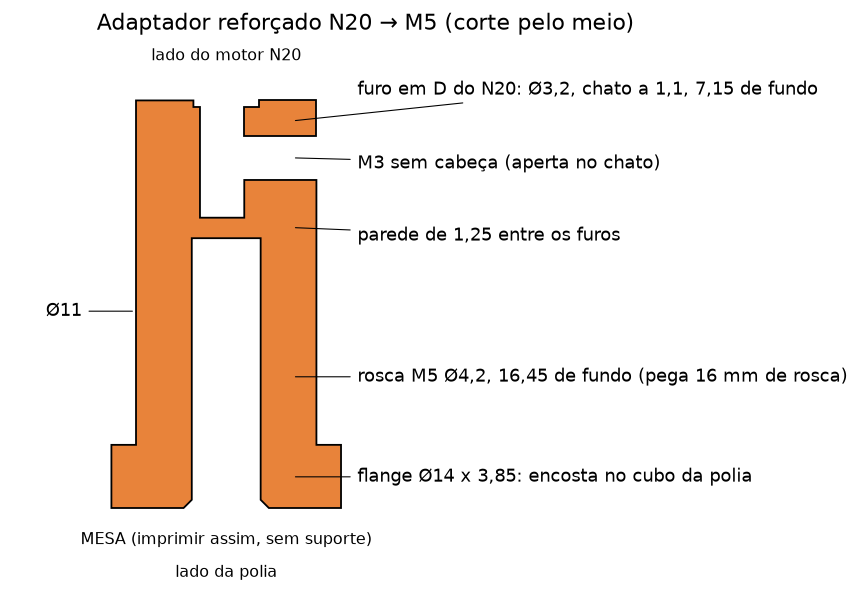 Adaptador reforçado N20 → M5 (corte pelo meio)
lado do motor N20
furo em D do N20: Ø3,2, chato a 1,1, 7,15 de fundo
M3 sem cabeça (aperta no chato)
parede de 1,25 entre os furos
Ø11
rosca M5 Ø4,2, 16,45 de fundo (pega 16 mm de rosca)
flange Ø14 x 3,85: encosta no cubo da polia
MESA (imprimir assim, sem suporte)
lado da polia